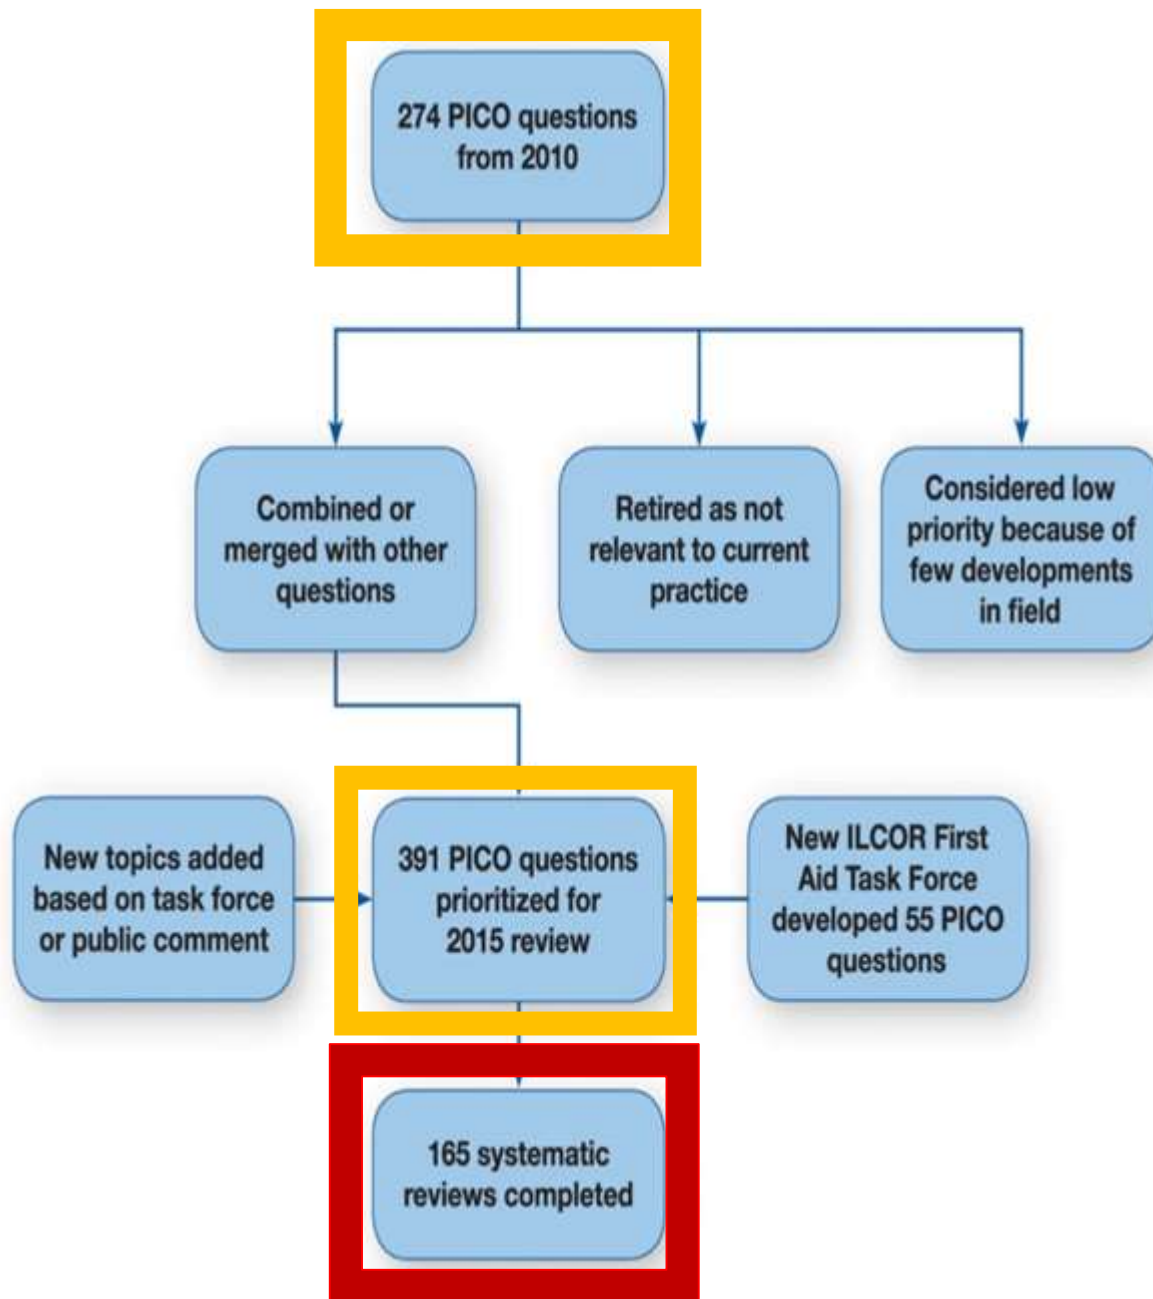 274 PICO questions
from 2010
Combined or
merged with other
questions
Retired as not
relevant to current
practice
Considered low
priority because of
few developments
in field
New topics added
based on task force
or public comment
391 PICO questions
prioritized for
2015 review
New ILCOR First
Aid Task Force
developed 55 PICO
questions
165 systematic
reviews completed